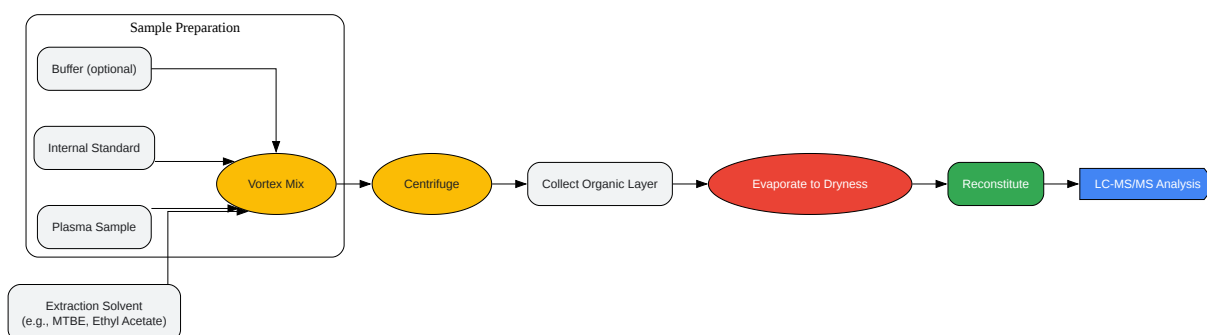 Sample Preparation
Buffer (optional)
Internal Standard
Plasma Sample
Extraction Solvent
(e.g., MTBE, Ethyl Acetate)
Vortex Mix
Centrifuge
Collect Organic Layer
Evaporate to Dryness
Reconstitute
LC-MS/MS Analysis